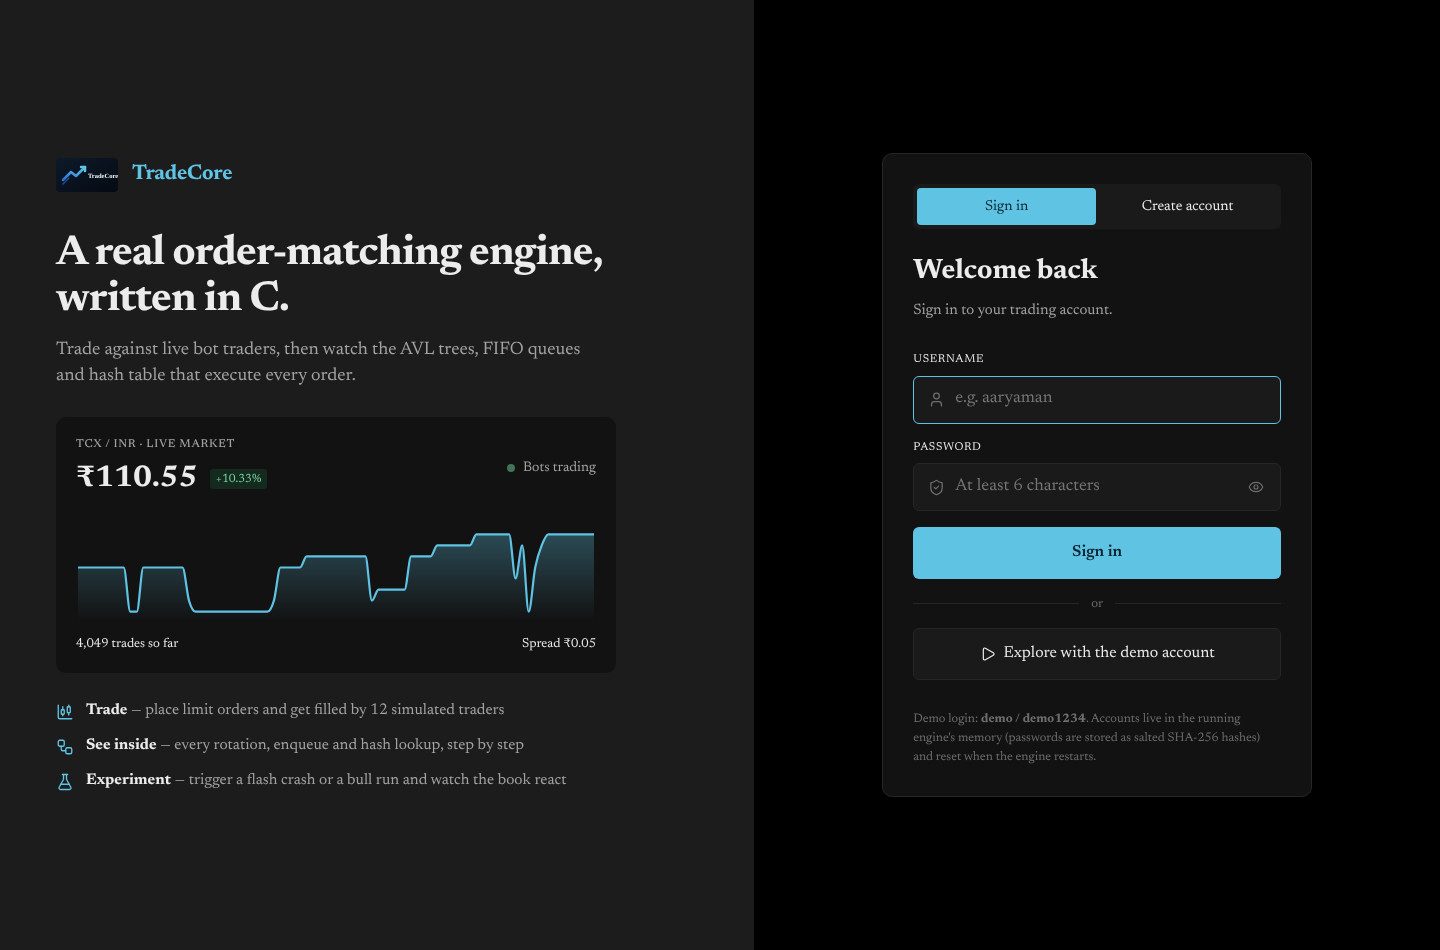 TradeCore
TradeCore
A real order-matching engine,
written in C.
Trade against live bot traders, then watch the AVL trees, FIFO queues
and hash table that execute every order.
TCX / INR · LIVE MARKET
₹110.55 +10.33%
Bots trading
4,049 trades so far
Spread ₹0.05
Trade — place limit orders and get filled by 12 simulated traders
See inside — every rotation, enqueue and hash lookup, step by step
Experiment — trigger a flash crash or a bull run and watch the book react
Sign in
Create account
Welcome back
Sign in to your trading account.
USERNAME
e.g. aaryaman
PASSWORD
At least 6 characters
Sign in
or
Explore with the demo account
Demo login: demo / demo1234. Accounts live in the running
engine's memory (passwords are stored as salted SHA-256 hashes)
and reset when the engine restarts.